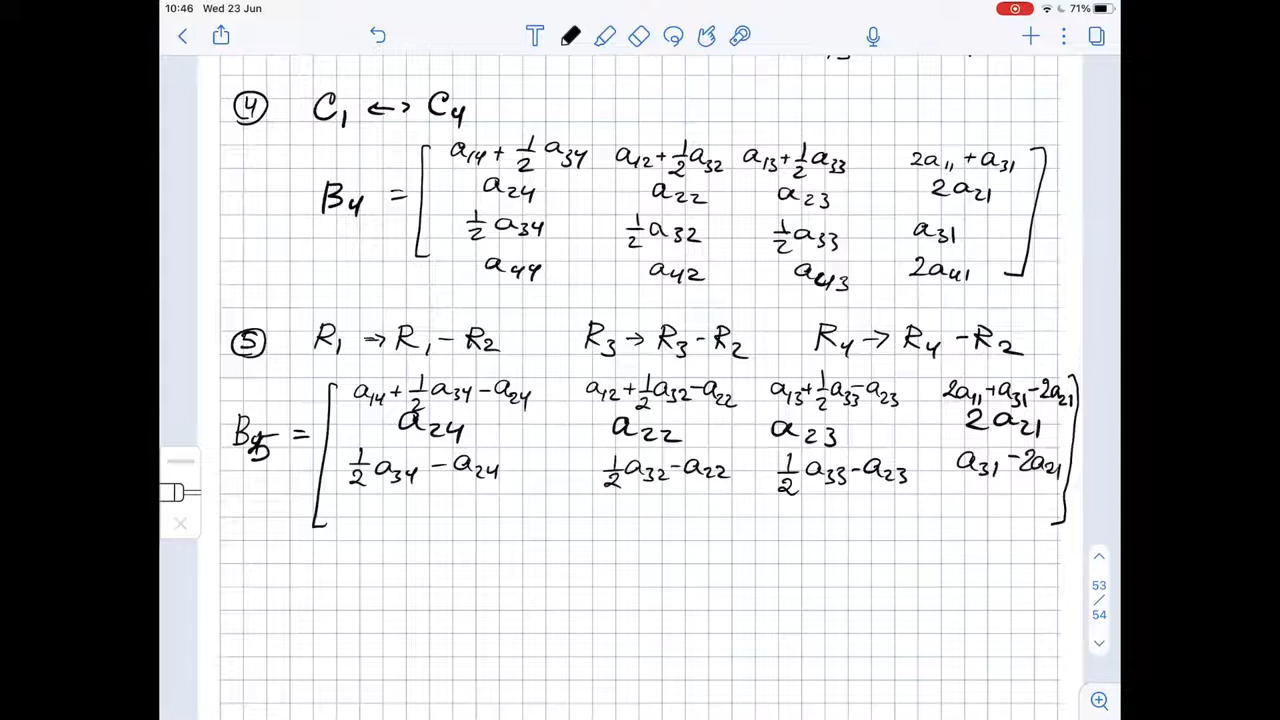 10:46 Wed 23 Jun 71%
④ C₁ ↔ C₄
B₄ = [ a₁₄ + 1/2 a₃₄ a₁₂ + 1/2 a₃₂ a₁₃ + 1/2 a₃₃ 2a₁₁ + a₃₁
a₂₄ a₂₂ a₂₃ 2a₂₁
1/2 a₃₄ 1/2 a₃₂ 1/2 a₃₃ a₃₁
a₄₄ a₄₂ a₄₃ 2a₄₁ ]
⑤ R₁ → R₁ - R₂ R₃ → R₃ - R₂ R₄ → R₄ - R₂
B₅ = [ a₁₄ + 1/2 a₃₄ - a₂₄ a₁₂ + 1/2 a₃₂ - a₂₂ a₁₃ + 1/2 a₃₃ - a₂₃ 2a₁₁ + a₃₁ - 2a₂₁
a₂₄ a₂₂ a₂₃ 2a₂₁
1/2 a₃₄ - a₂₄ 1/2 a₃₂ - a₂₂ 1/2 a₃₃ - a₂₃ a₃₁ - 2a₂₁ ]
53
/
54